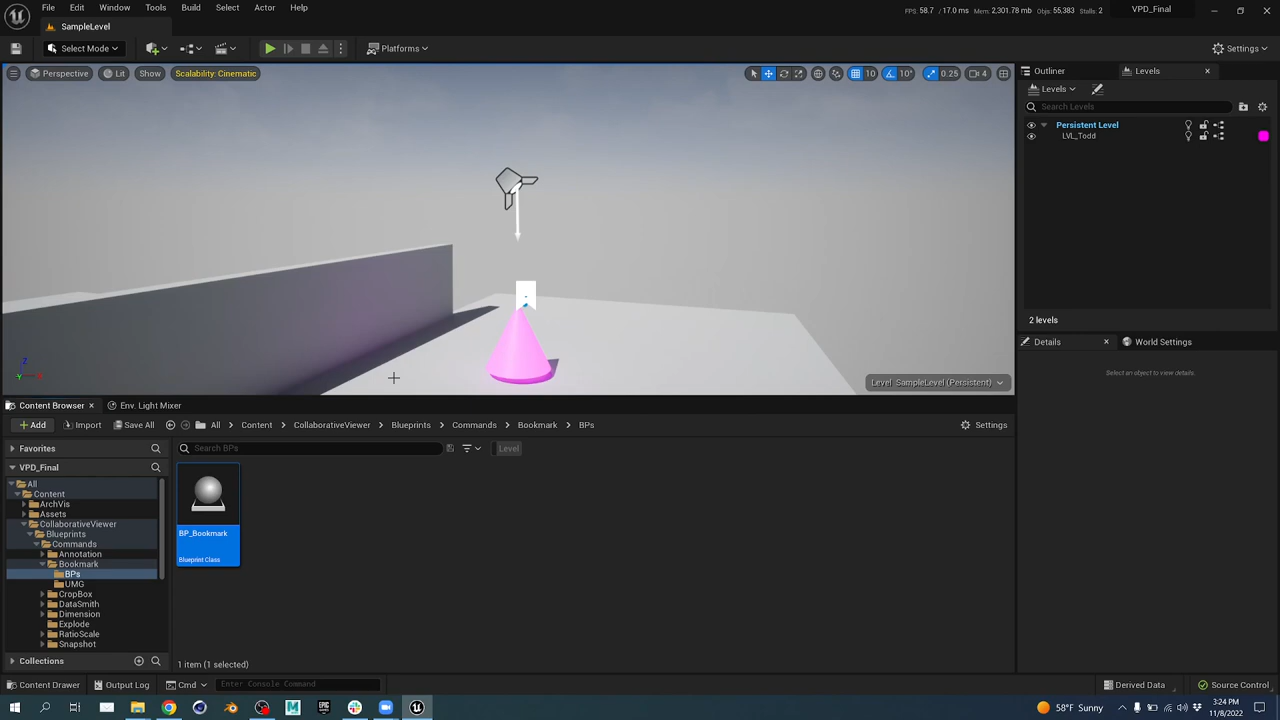 File Edit Window Tools Build Select Actor Help
FPS: 58.7 / 17.0 ms Mem: 2,301.78 mb Objs: 55,383 Stalls: 2
VPD_Final
SampleLevel
Select Mode
Platforms
Settings
Perspective Lit Show Scalability: Cinematic
10 10° 0.25 4
Outliner Levels
Levels
Search Levels
Persistent Level
LVL_Todd
2 levels
Details World Settings
Select an object to view details.
Z
Level: SampleLevel (Persistent)
Content Browser Env. Light Mixer
Add Import Save All All Content CollaborativeViewer Blueprints Commands Bookmark BPs Settings
Favorites
Search BPs
Level
VPD_Final
All
Content
ArchVis
Assets
CollaborativeViewer
Blueprints
Commands
Annotation
Bookmark
BPs
UMG
CropBox
DataSmith
Dimension
Explode
RatioScale
Snapshot
BP_Bookmark
Blueprint Class
Collections
1 item (1 selected)
Content Drawer Output Log Cmd Enter Console Command
Derived Data Source Control
58°F Sunny
3:24 PM
11/8/2022